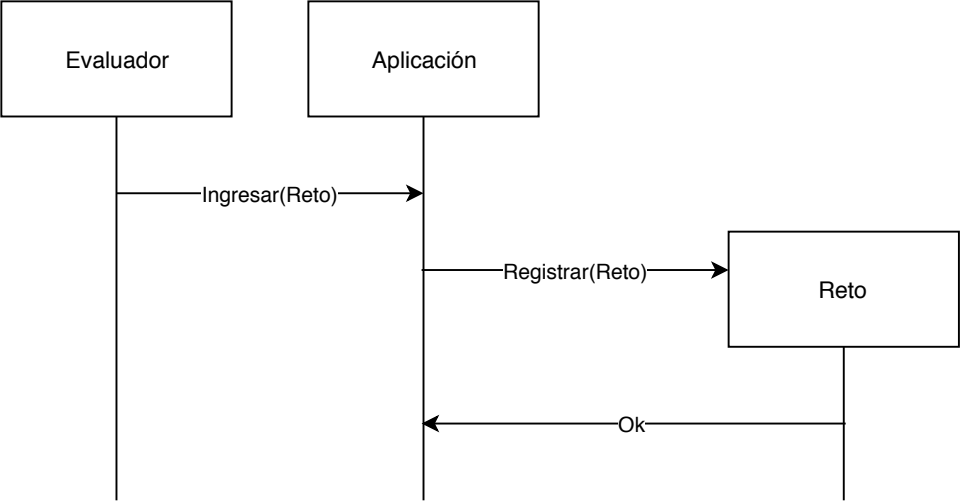 Evaluador
Aplicación
Ingresar(Reto)
Registrar(Reto)
Reto
Ok